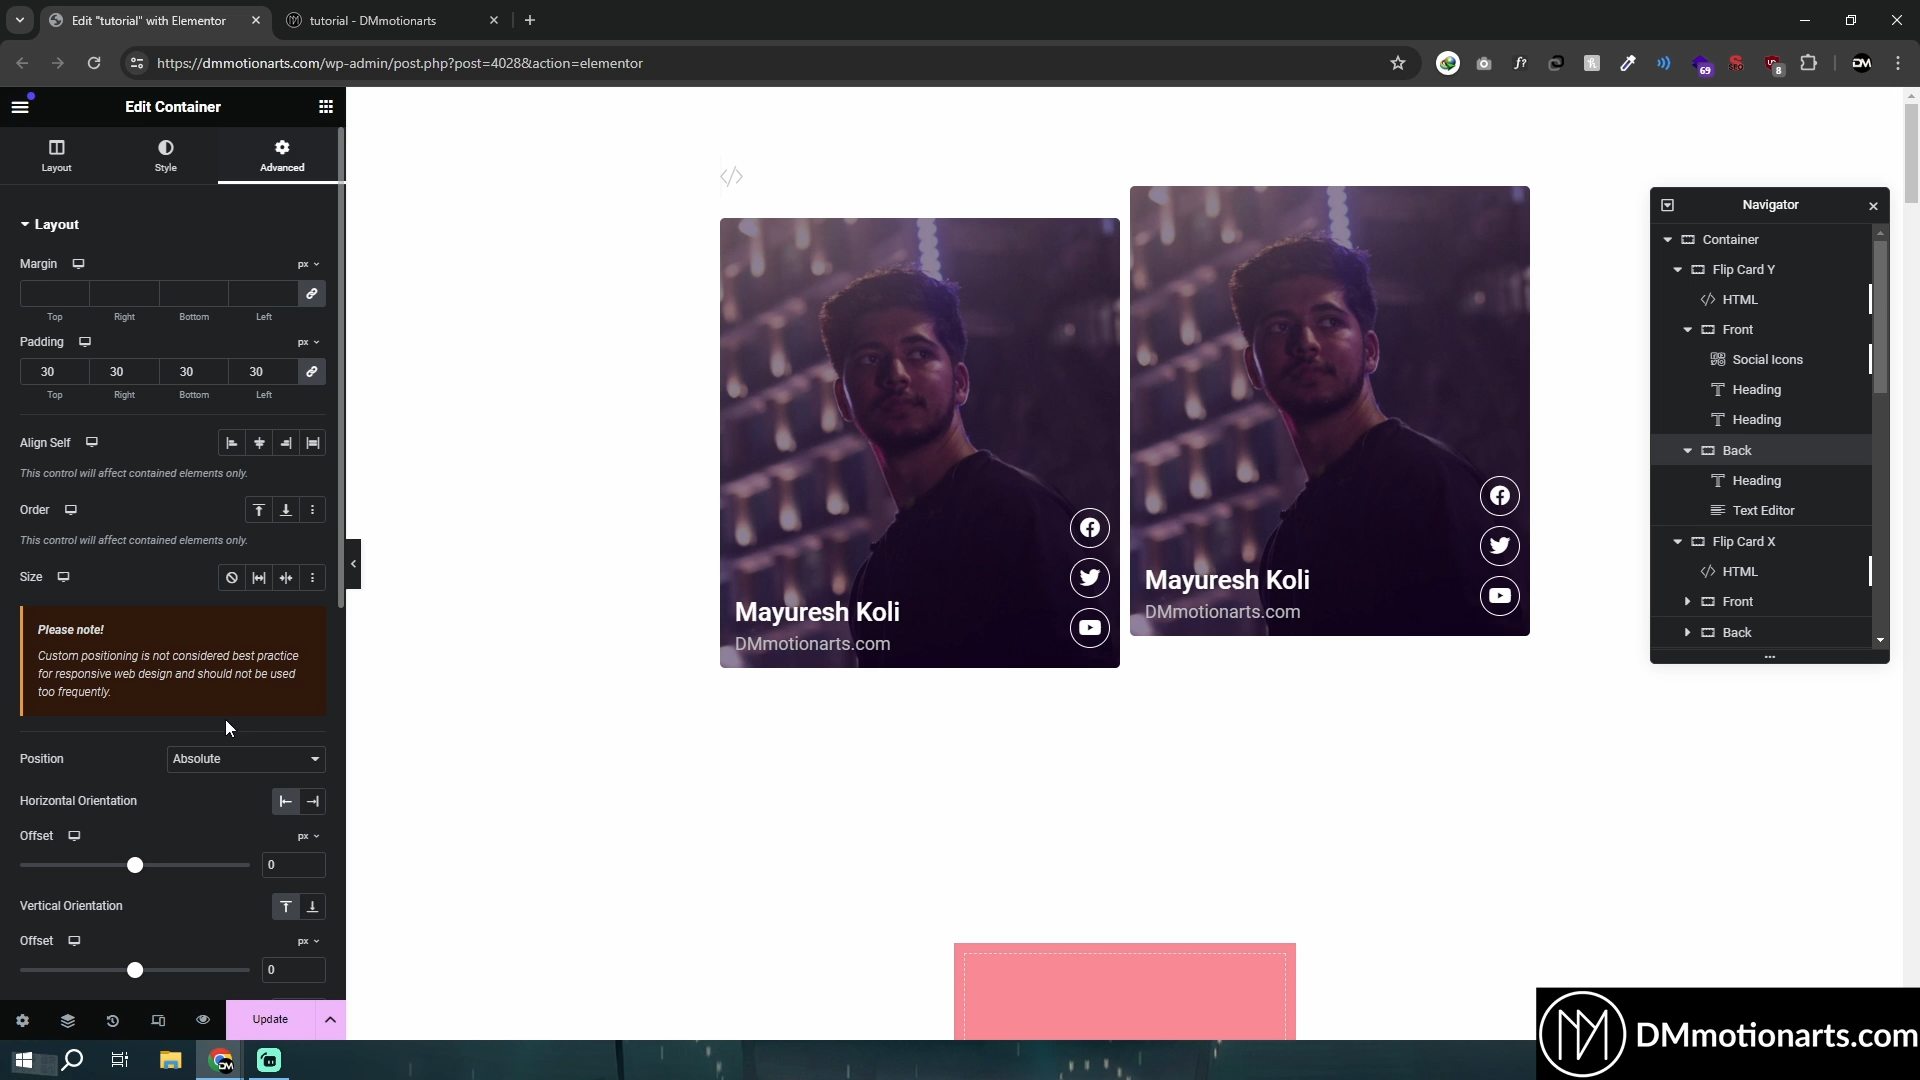 Edit "tutorial" with Elementor
tutorial - DMmotionarts
https://dmmotionarts.com/wp-admin/post.php?post=4028&action=elementor
f?
69
8
DM
Edit Container
Layout
Style
Advanced
Layout
Margin
px
Top
Right
Bottom
Left
Padding
px
30
30
30
30
Top
Right
Bottom
Left
Align Self
This control will affect contained elements only.
Order
This control will affect contained elements only.
Size
Please note!
Custom positioning is not considered best practice
for responsive web design and should not be used
too frequently.
Position
Absolute
Horizontal Orientation
Offset
px
0
Vertical Orientation
Offset
px
0
Update
</>
Mayuresh Koli
DMmotionarts.com
Mayuresh Koli
DMmotionarts.com
Navigator
Container
Flip Card Y
</> HTML
Front
Social Icons
Heading
Heading
Back
Heading
Text Editor
Flip Card X
</> HTML
Front
Back
DMmotionarts.com